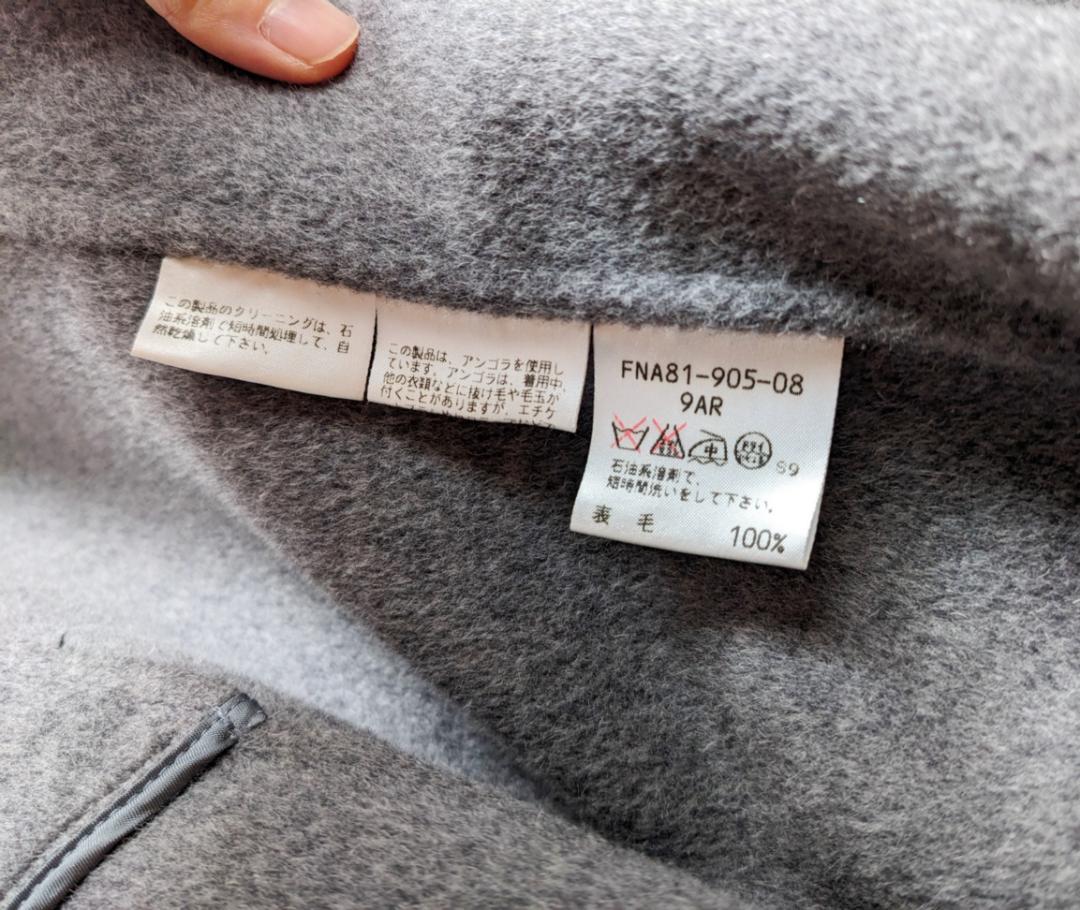 この製品のクリーニングは、石
油系溶剤で短時間処理して、自
然乾燥して下さい。
この製品は、アンゴラを使用し
ています。アンゴラは、着用中、
他の衣類などに抜け毛や毛玉が
付くことがありますが、エチケ
FNA81-905-08
9AR
中
S9
石油系溶剤で、
短時間洗いをして下さい。
表 毛 100%